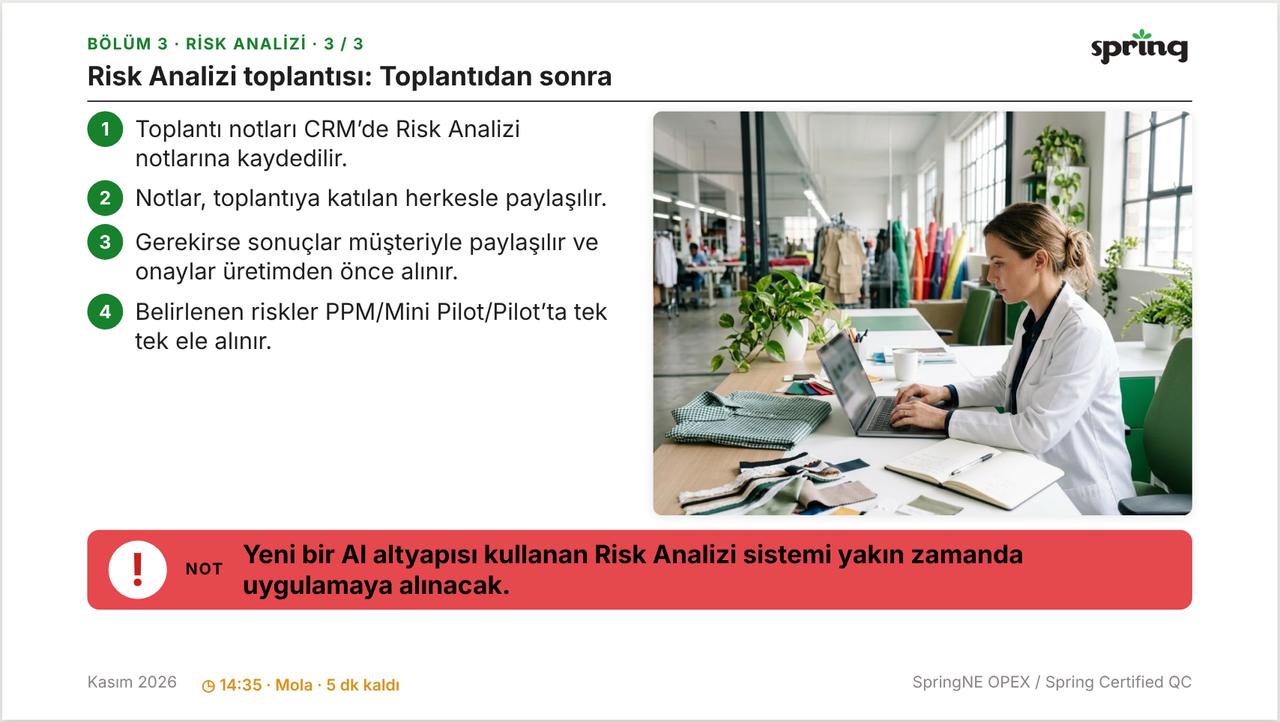 BÖLÜM 3 · RİSK ANALİZİ · 3 / 3
spring
Risk Analizi toplantısı: Toplantıdan sonra
1 Toplantı notları CRM’de Risk Analizi
notlarına kaydedilir.
2 Notlar, toplantıya katılan herkesle paylaşılır.
3 Gerekirse sonuçlar müşteriyle paylaşılır ve
onaylar üretimden önce alınır.
4 Belirlenen riskler PPM/Mini Pilot/Pilot’ta tek
tek ele alınır.
! NOT
Yeni bir AI altyapısı kullanan Risk Analizi sistemi yakın zamanda
uygulamaya alınacak.
Kasım 2026
14:35 · Mola · 5 dk kaldı
SpringNE OPEX / Spring Certified QC